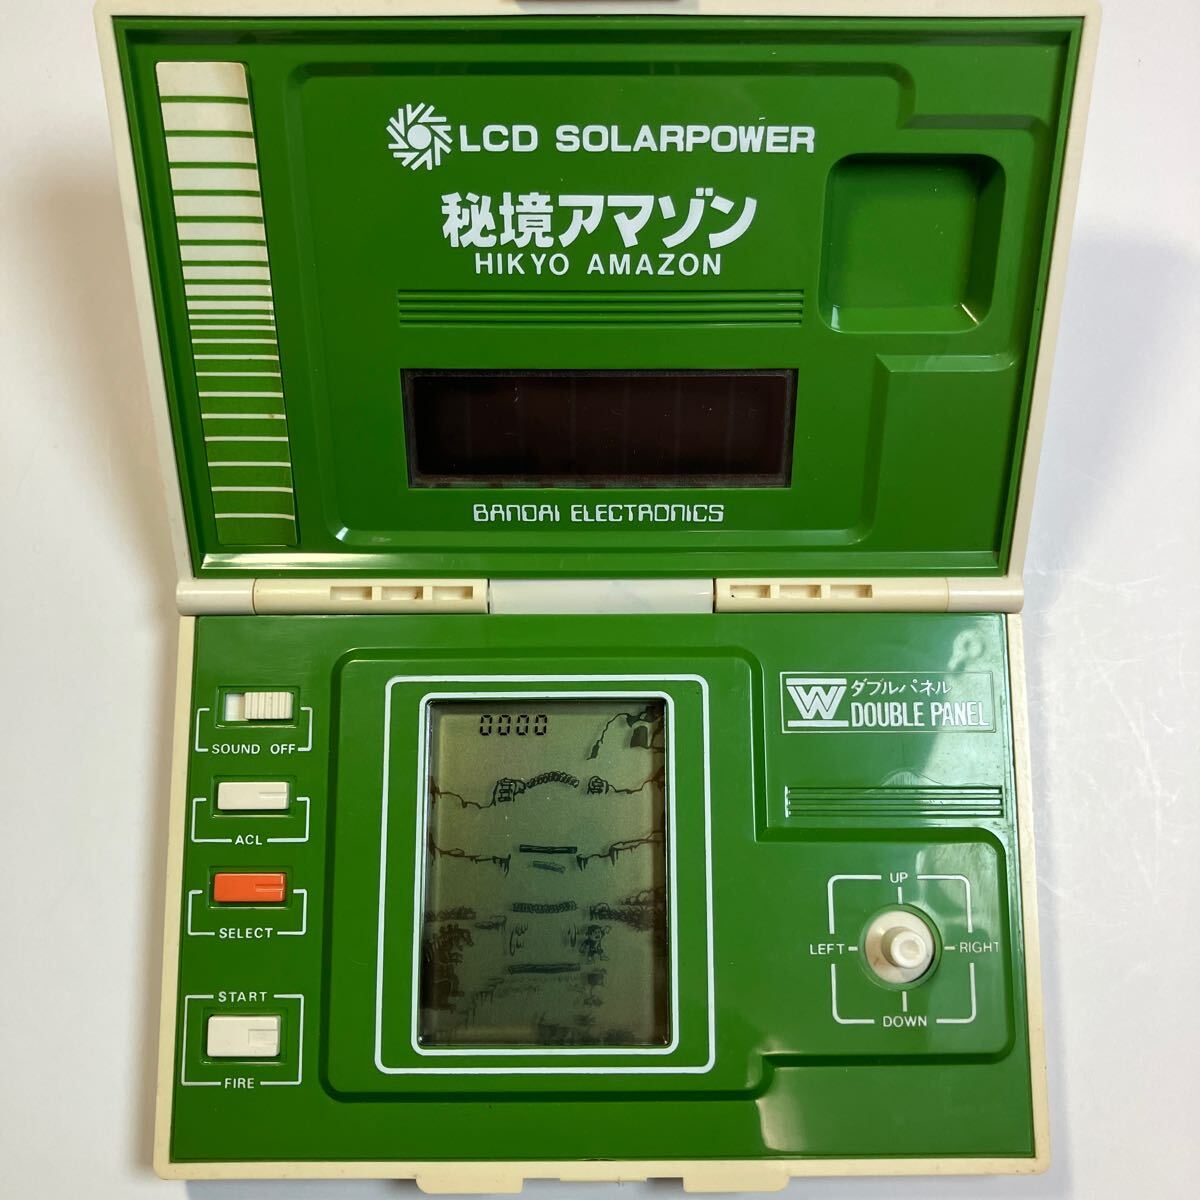 LCD SOLARPOWER
秘境アマゾン
HIKYO AMAZON
BANDAI ELECTRONICS
W ダブルパネル
DOUBLE PANEL
SOUND OFF
ACL
SELECT
START
FIRE
0000
UP
LEFT
RIGHT
DOWN